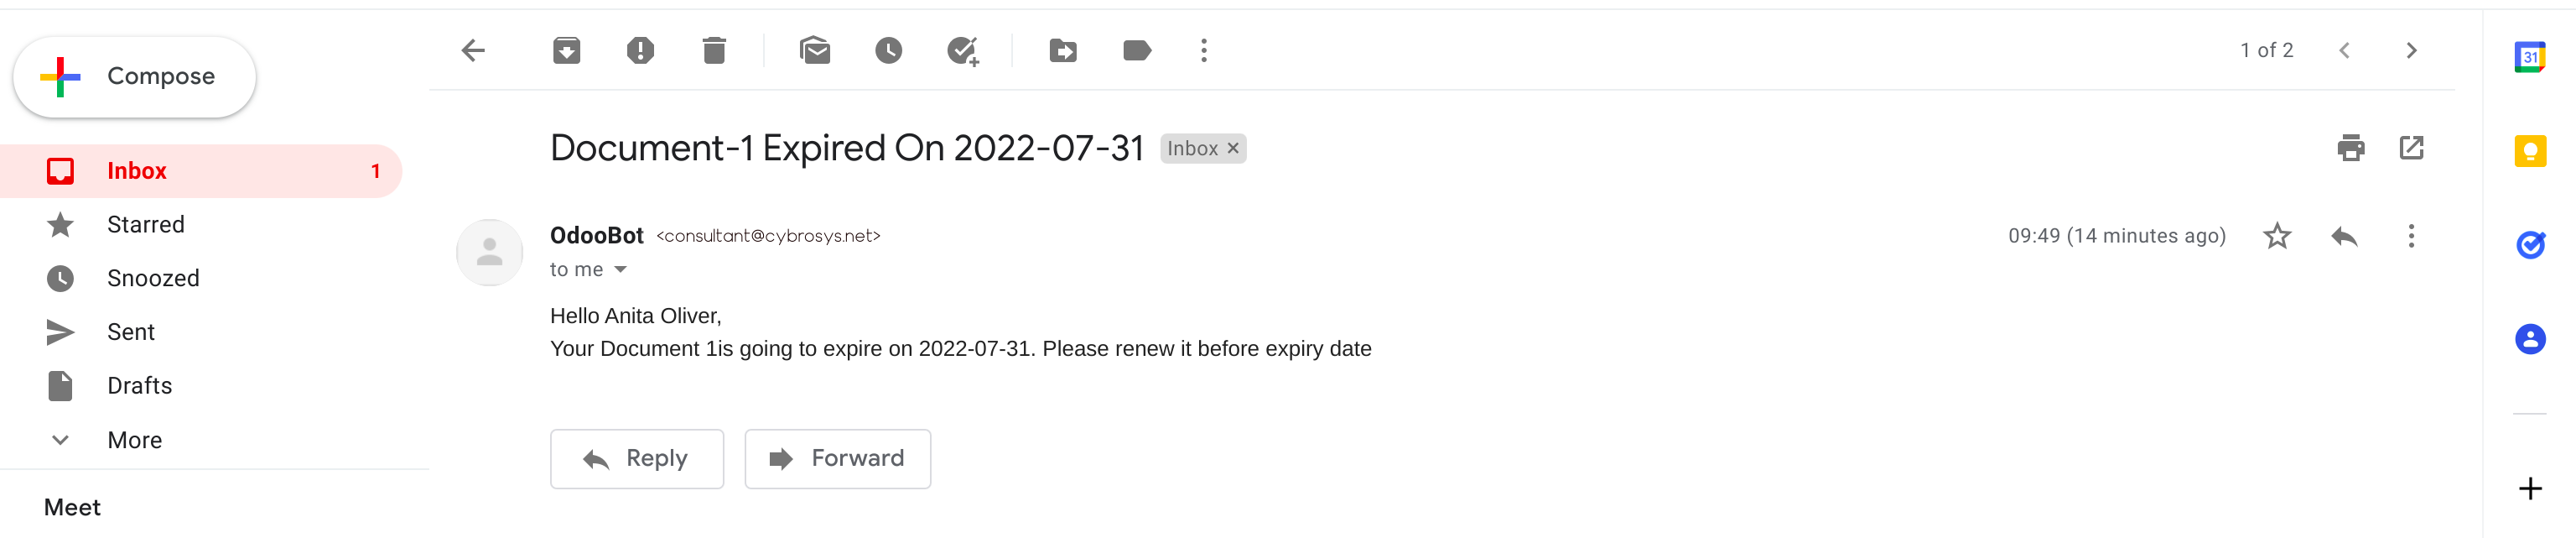 Compose
1 of 2
31
Document-1 Expired On 2022-07-31 Inbox ×
Inbox 1
Starred
OdooBot <consultant@cybrosys.net> 09:49 (14 minutes ago)
to me
Snoozed
Hello Anita Oliver,
Sent
Your Document 1is going to expire on 2022-07-31. Please renew it before expiry date
Drafts
More
Reply Forward
Meet